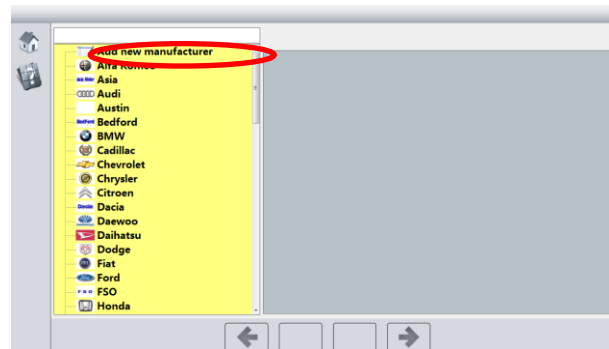 Add new manufacturer
Alfa Romeo
Asia
Audi
Austin
Bedford
BMW
Cadillac
Chevrolet
Chrysler
Citroen
Dacia
Daewoo
Daihatsu
Dodge
Fiat
Ford
FSO
Honda